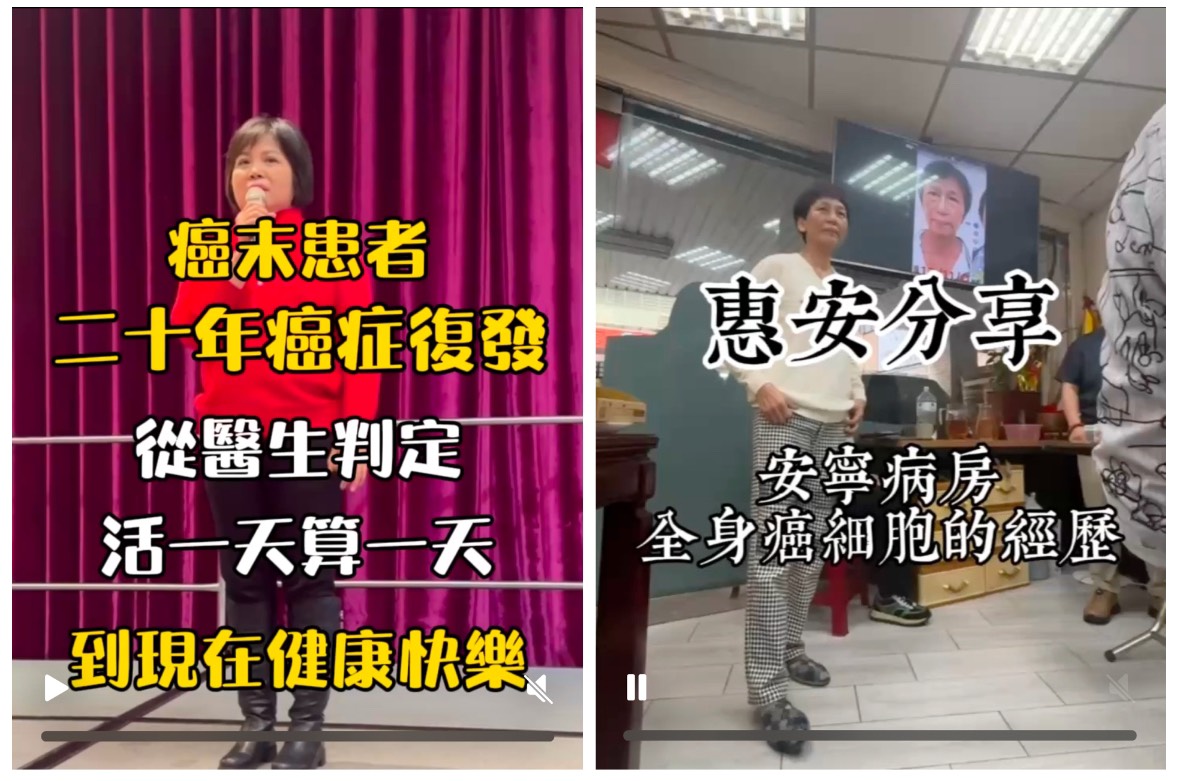 癌末患者
二十年癌症復發
從醫生判定
活一天算一天
到現在健康快樂
惠安分享
安寧病房
全身癌細胞的經歷